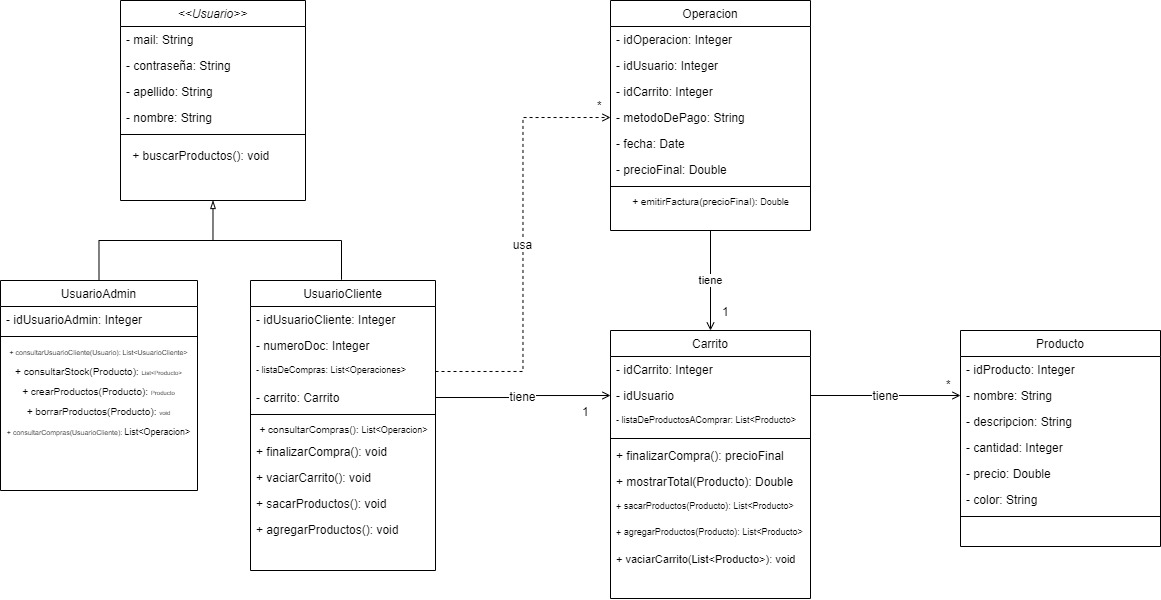 <<Usuario>>
- mail: String
- contraseña: String
- apellido: String
- nombre: String
+ buscarProductos(): void
Operacion
- idOperacion: Integer
- idUsuario: Integer
- idCarrito: Integer
- metodoDePago: String
- fecha: Date
- precioFinal: Double
+ emitirFactura(precioFinal): Double
*
usa
tiene
1
UsuarioAdmin
- idUsuarioAdmin: Integer
+ consultarUsuarioCliente(Usuario): List<UsuarioCliente>
+ consultarStock(Producto): List<Producto>
+ crearProductos(Producto): Producto
+ borrarProductos(Producto): void
+ consultarCompras(UsuarioCliente): List<Operacion>
UsuarioCliente
- idUsuarioCliente: Integer
- numeroDoc: Integer
- listaDeCompras: List<Operaciones>
- carrito: Carrito
+ consultarCompras(): List<Operacion>
+ finalizarCompra(): void
+ vaciarCarrito(): void
+ sacarProductos(): void
+ agregarProductos(): void
tiene
1
Carrito
- idCarrito: Integer
- idUsuario
- listaDeProductosAComprar: List<Producto>
+ finalizarCompra(): precioFinal
+ mostrarTotal(Producto): Double
+ sacarProductos(Producto): List<Producto>
+ agregarProductos(Producto): List<Producto>
+ vaciarCarrito(List<Producto>): void
tiene
*
Producto
- idProducto: Integer
- nombre: String
- descripcion: String
- cantidad: Integer
- precio: Double
- color: String